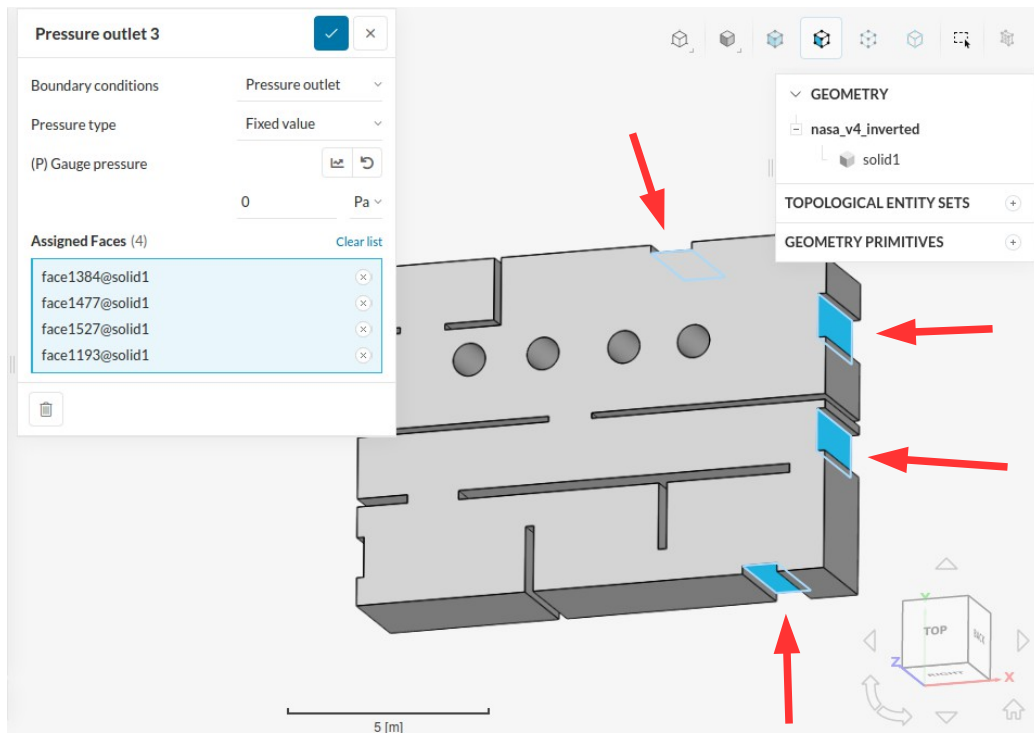 Pressure outlet 3
Boundary conditions Pressure outlet
Pressure type Fixed value
(P) Gauge pressure
0 Pa
Assigned Faces (4) Clear list
face1384@solid1
face1477@solid1
face1527@solid1
face1193@solid1
GEOMETRY
nasa_v4_inverted
solid1
TOPOLOGICAL ENTITY SETS
GEOMETRY PRIMITIVES
5 [m]
Y
TOP
BACK
Z
RIGHT
X